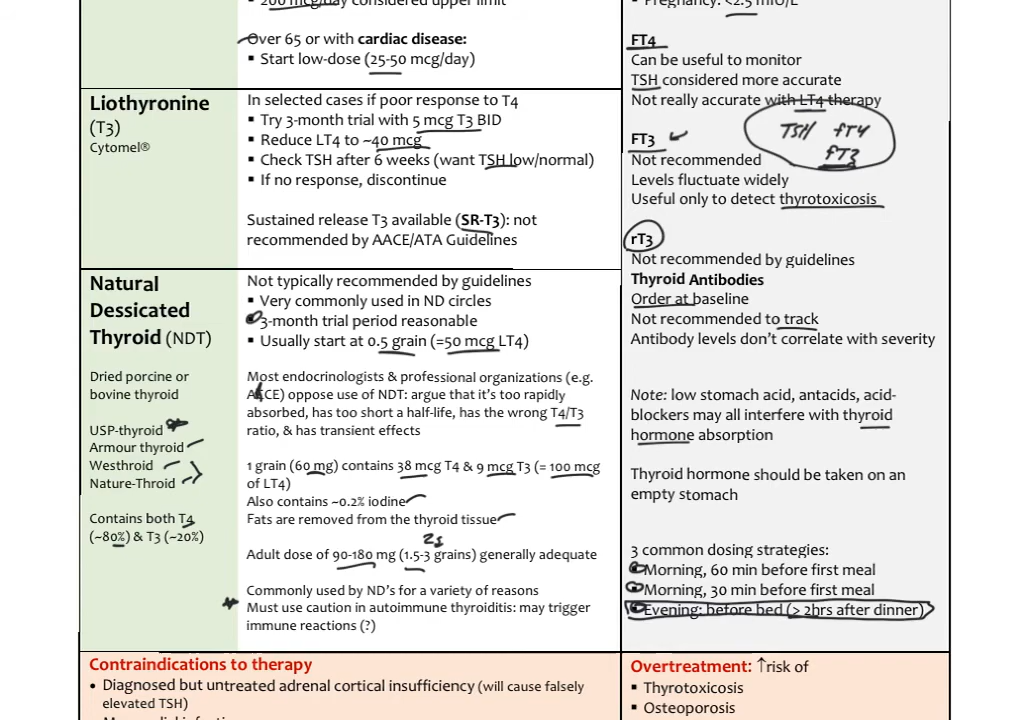 ▪ 200 mcg/day considered upper limit
Over 65 or with cardiac disease:
▪ Start low-dose (25-50 mcg/day)
Liothyronine
(T3)
Cytomel®
In selected cases if poor response to T4
▪ Try 3-month trial with 5 mcg T3 BID
▪ Reduce LT4 to ~40 mcg
▪ Check TSH after 6 weeks (want TSH low/normal)
▪ If no response, discontinue
Sustained release T3 available (SR-T3): not
recommended by AACE/ATA Guidelines
Natural
Dessicated
Thyroid (NDT)
Dried porcine or
bovine thyroid
USP-thyroid
Armour thyroid
Westhroid
Nature-Throid
Contains both T4
(~80%) & T3 (~20%)
Not typically recommended by guidelines
▪ Very commonly used in ND circles
3-month trial period reasonable
▪ Usually start at 0.5 grain (=50 mcg LT4)
Most endocrinologists & professional organizations (e.g.
AACE) oppose use of NDT: argue that it's too rapidly
absorbed, has too short a half-life, has the wrong T4/T3
ratio, & has transient effects
1 grain (60 mg) contains 38 mcg T4 & 9 mcg T3 (= 100 mcg
of LT4)
Also contains ~0.2% iodine
Fats are removed from the thyroid tissue
Adult dose of 90-180 mg (1.5-3 grains) generally adequate
Commonly used by ND's for a variety of reasons
Must use caution in autoimmune thyroiditis: may trigger
immune reactions (?)
Contraindications to therapy
• Diagnosed but untreated adrenal cortical insufficiency (will cause falsely
elevated TSH)
▪ Pregnancy: <2.5 mIU/L
FT4
Can be useful to monitor
TSH considered more accurate
Not really accurate with LT4 therapy
TSH fT4
fT3
FT3
Not recommended
Levels fluctuate widely
Useful only to detect thyrotoxicosis
rT3
Not recommended by guidelines
Thyroid Antibodies
Order at baseline
Not recommended to track
Antibody levels don't correlate with severity
Note: low stomach acid, antacids, acid-
blockers may all interfere with thyroid
hormone absorption
Thyroid hormone should be taken on an
empty stomach
3 common dosing strategies:
Morning, 60 min before first meal
Morning, 30 min before first meal
Evening: before bed (> 2hrs after dinner)
Overtreatment: ↑risk of
▪ Thyrotoxicosis
▪ Osteoporosis